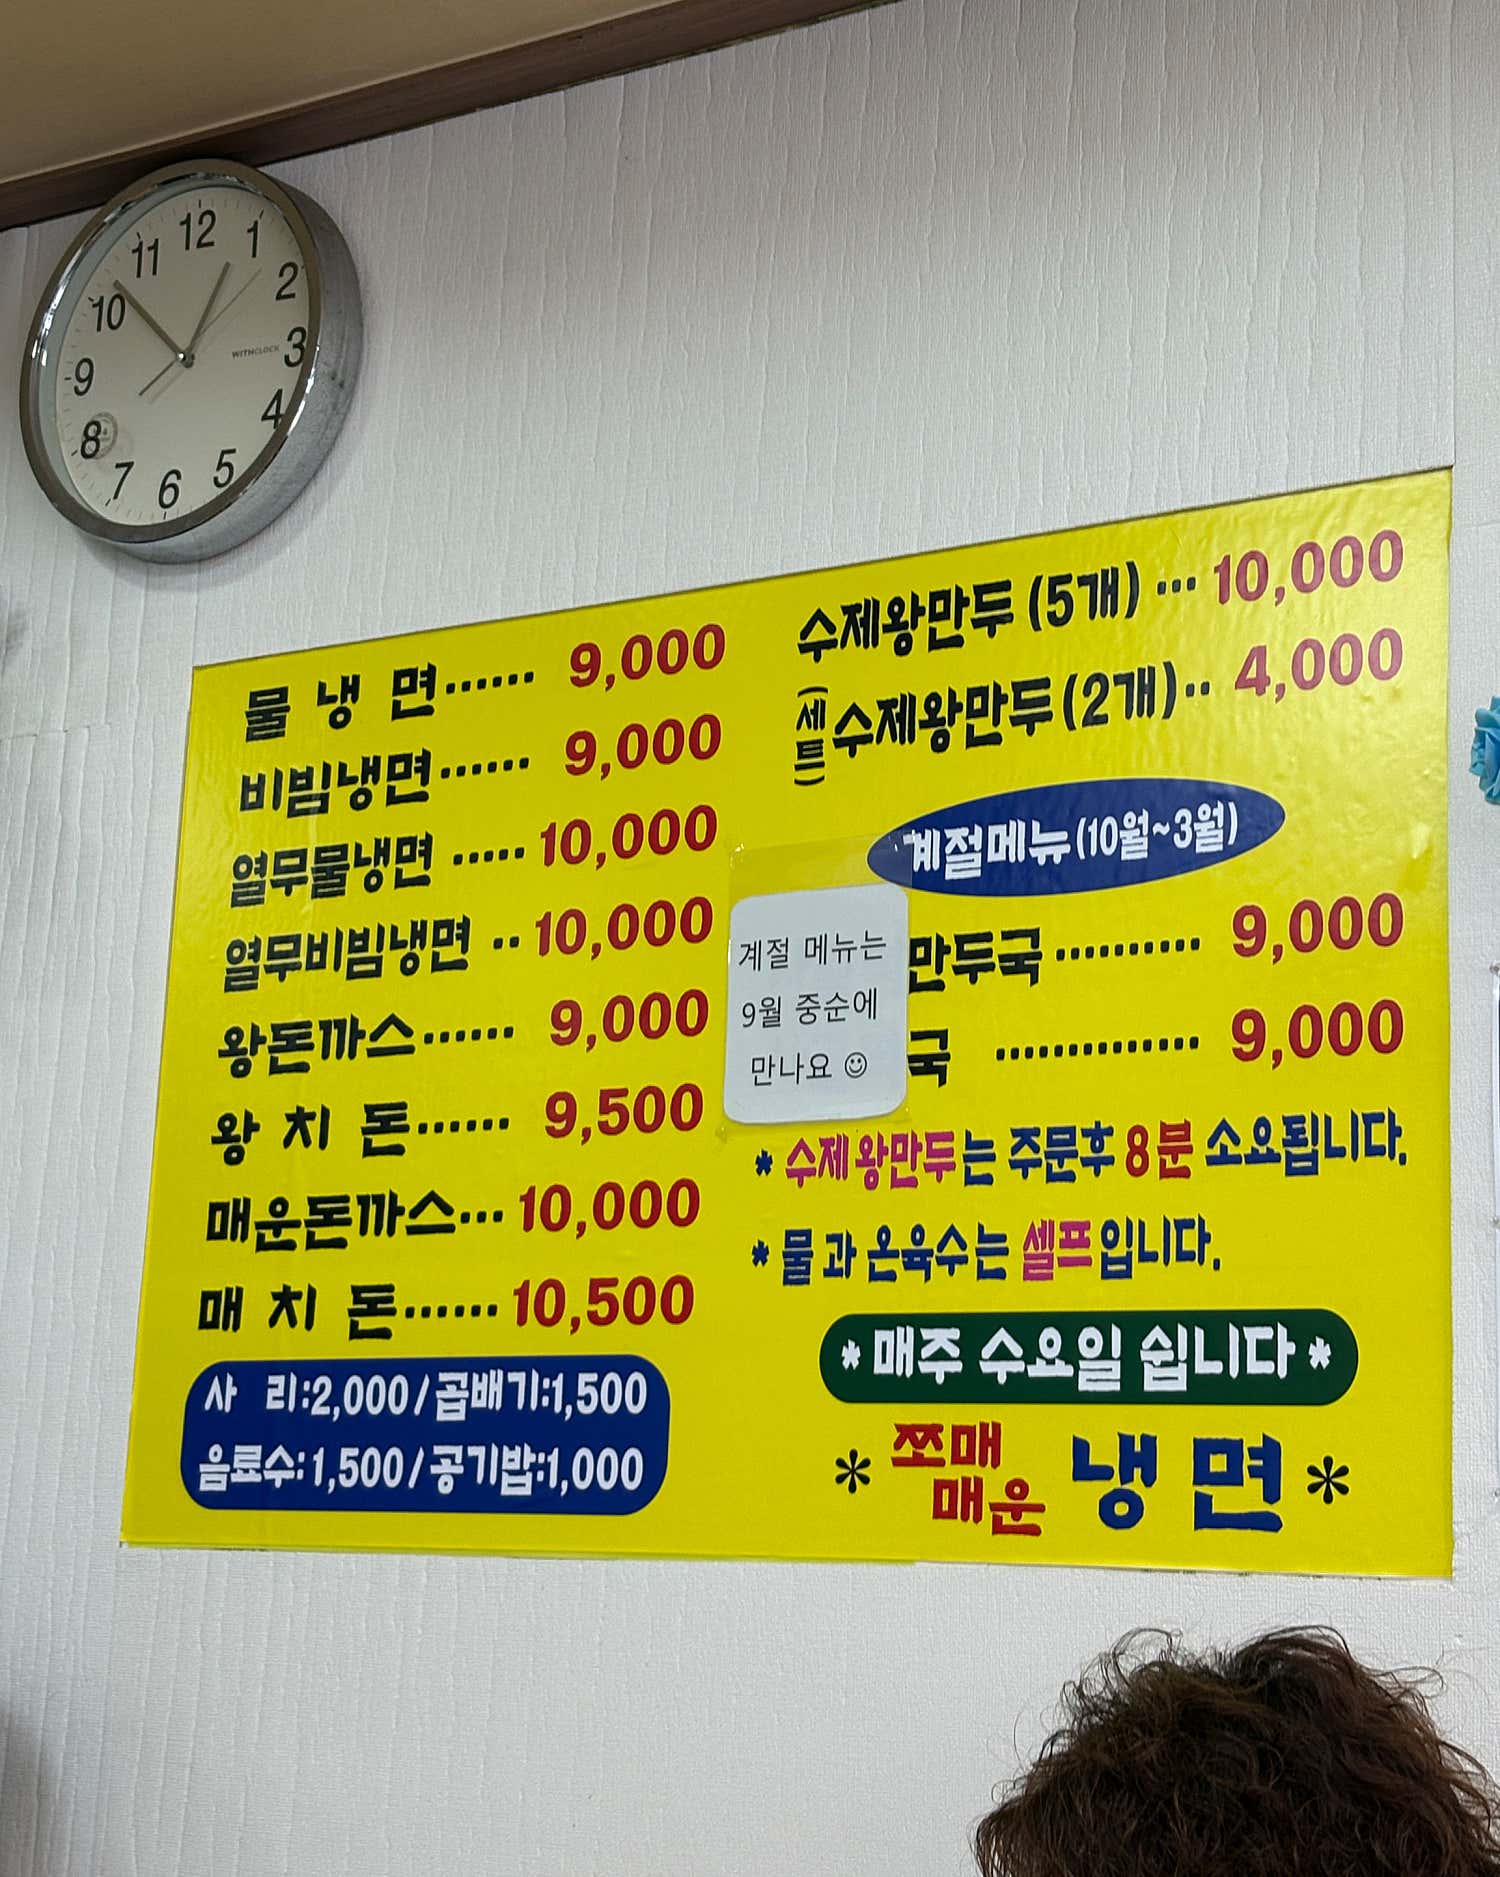 12
1
2
3
4
5
6
7
8
9
10
11
WITHCLOCK
물 냉 면...... 9,000
비빔냉면...... 9,000
열무물냉면 ..... 10,000
열무비빔냉면 .. 10,000
왕돈까스...... 9,000
왕 치 돈...... 9,500
매운돈까스... 10,000
매 치 돈...... 10,500
사 리:2,000/곱배기:1,500
음료수:1,500/공기밥:1,000
수제왕만두(5개)... 10,000
(세트)수제왕만두(2개).. 4,000
계절메뉴(10월~3월)
만두국.......... 9,000
국 .............. 9,000
계절 메뉴는
9월 중순에
만나요 ☺
* 수제왕만두는 주문후 8분 소요됩니다.
* 물과 온육수는 셀프입니다.
* 매주 수요일 쉽니다 *
* 쪼매매운 냉면 *